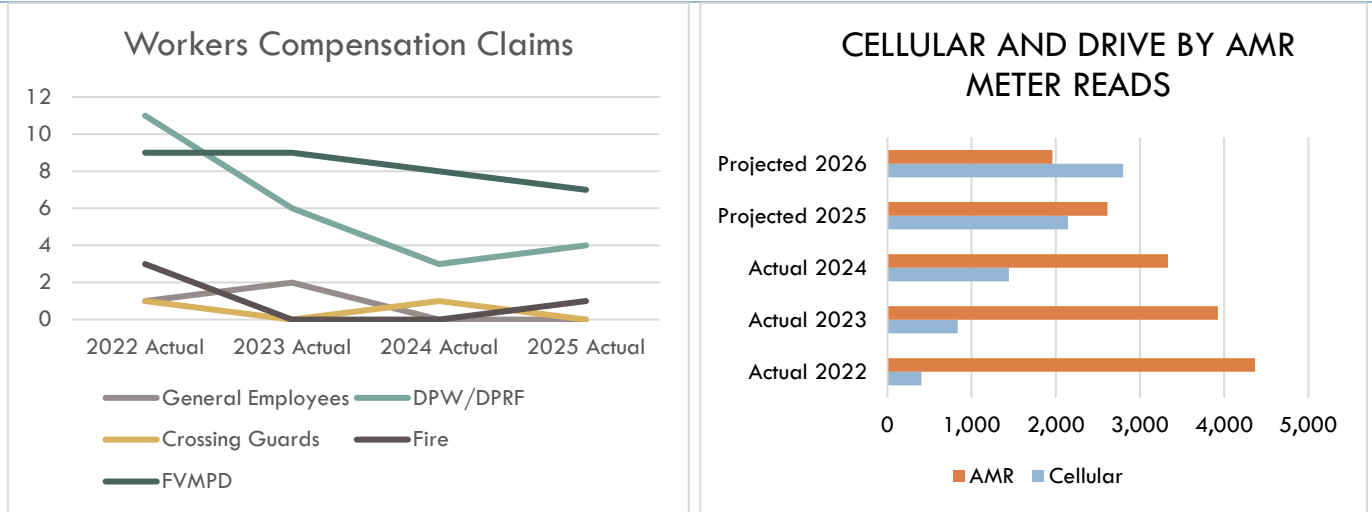 Workers Compensation Claims
12
10
8
6
4
2
0
2022 Actual 2023 Actual 2024 Actual 2025 Actual
General Employees DPW/DPRF
Crossing Guards Fire
FVMPD
CELLULAR AND DRIVE BY AMR
METER READS
Projected 2026
Projected 2025
Actual 2024
Actual 2023
Actual 2022
0 1,000 2,000 3,000 4,000 5,000
AMR Cellular